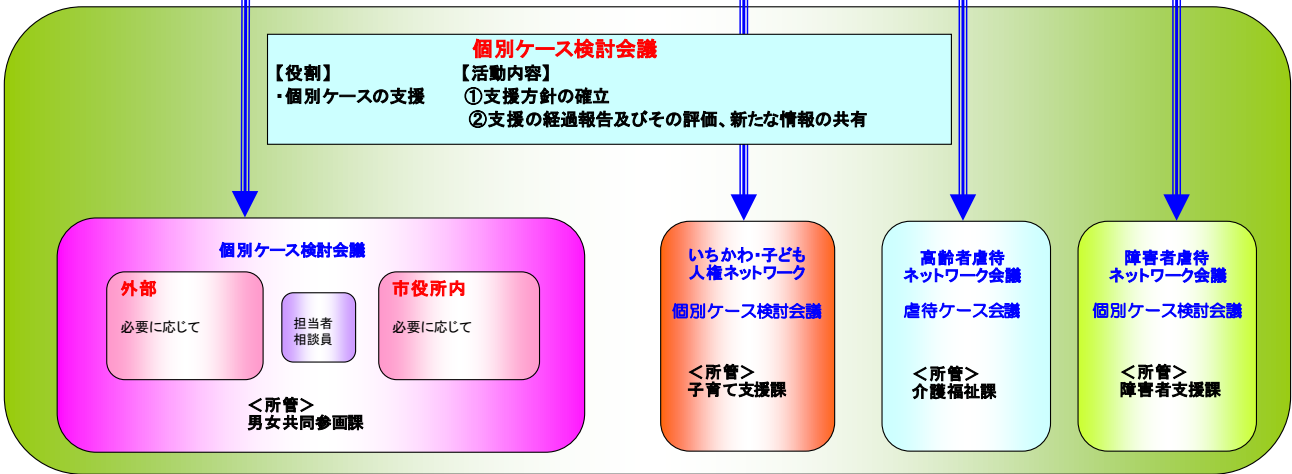 個別ケース検討会議
【役割】 【活動内容】
・個別ケースの支援 ①支援方針の確立
②支援の経過報告及びその評価、新たな情報の共有
個別ケース検討会議
外部
必要に応じて
担当者
相談員
市役所内
必要に応じて
＜所管＞
男女共同参画課
いちかわ・子ども
人権ネットワーク
個別ケース検討会議
＜所管＞
子育て支援課
高齢者虐待
ネットワーク会議
虐待ケース会議
＜所管＞
介護福祉課
障害者虐待
ネットワーク会議
個別ケース検討会議
＜所管＞
障害者支援課